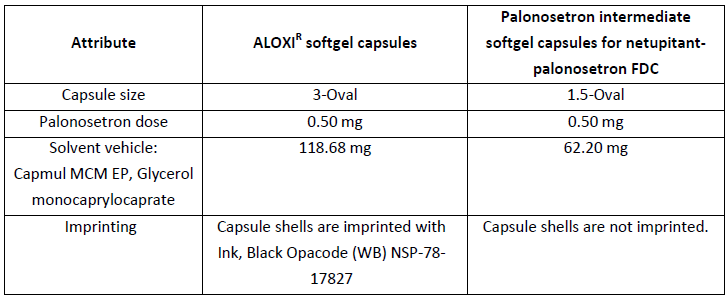 Attribute
ALOXI^R softgel capsules
Palonosetron intermediate
softgel capsules for netupitant-
palonosetron FDC
Capsule size
3-Oval
1.5-Oval
Palonosetron dose
0.50 mg
0.50 mg
Solvent vehicle:
Capmul MCM EP, Glycerol
monocaprylocaprate
118.68 mg
62.20 mg
Imprinting
Capsule shells are imprinted with
Ink, Black Opacode (WB) NSP-78-
17827
Capsule shells are not imprinted.